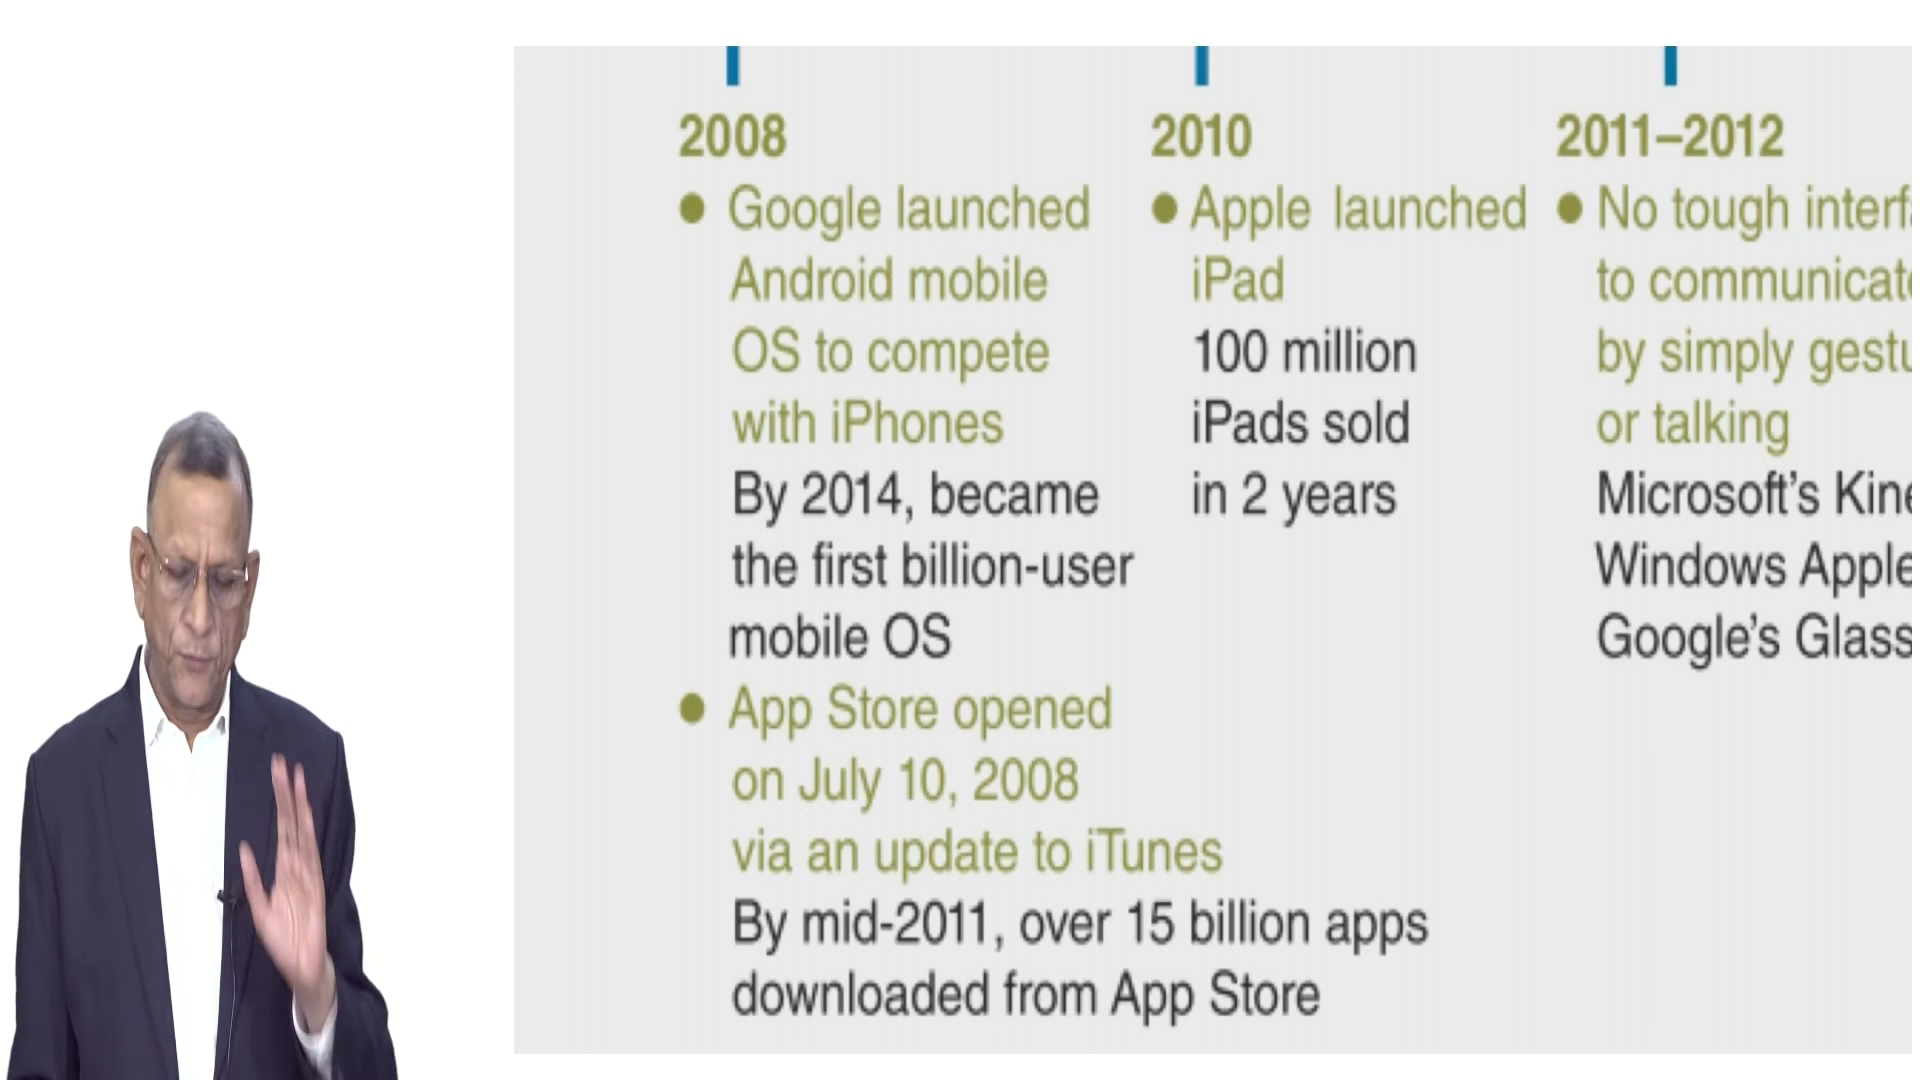 2008
● Google launched
Android mobile
OS to compete
with iPhones
By 2014, became
the first billion-user
mobile OS
● App Store opened
on July 10, 2008
via an update to iTunes
By mid-2011, over 15 billion apps
downloaded from App Store
2010
● Apple launched
iPad
100 million
iPads sold
in 2 years
2011–2012
● No tough
to
by simply
or talking
Microsoft’s
Windows
Google’s